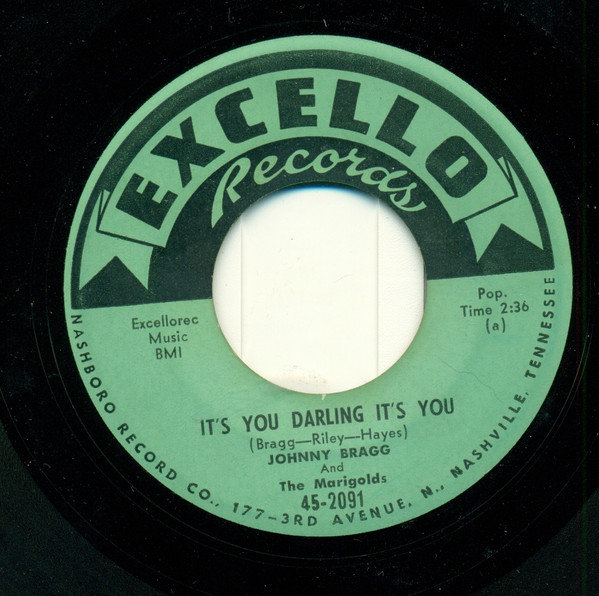 EXCELLO
Records
Excellorec
Music
BMI
Pop.
Time 2:36
(a)
IT'S YOU DARLING IT'S YOU
(Bragg—Riley—Hayes)
JOHNNY BRAGG
And
The Marigolds
45-2091
NASHBORO RECORD CO., 177—3RD AVENUE, N., NASHVILLE, TENNESSEE